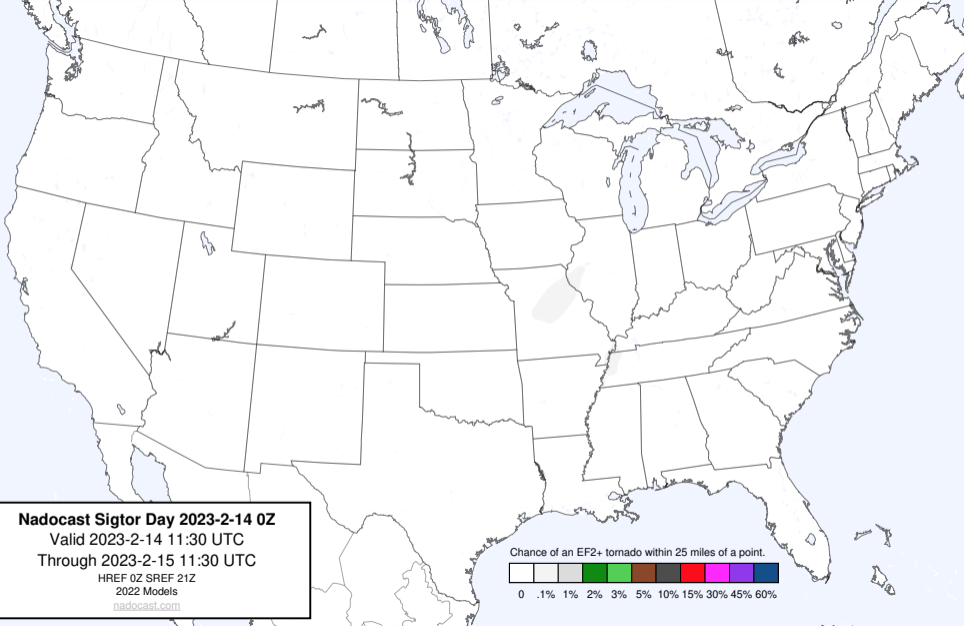 Nadocast Sigtor Day 2023-2-14 0Z
Valid 2023-2-14 11:30 UTC
Through 2023-2-15 11:30 UTC
HREF 0Z SREF 21Z
2022 Models
nadocast.com
Chance of an EF2+ tornado within 25 miles of a point.
0 .1% 1% 2% 3% 5% 10% 15% 30% 45% 60%